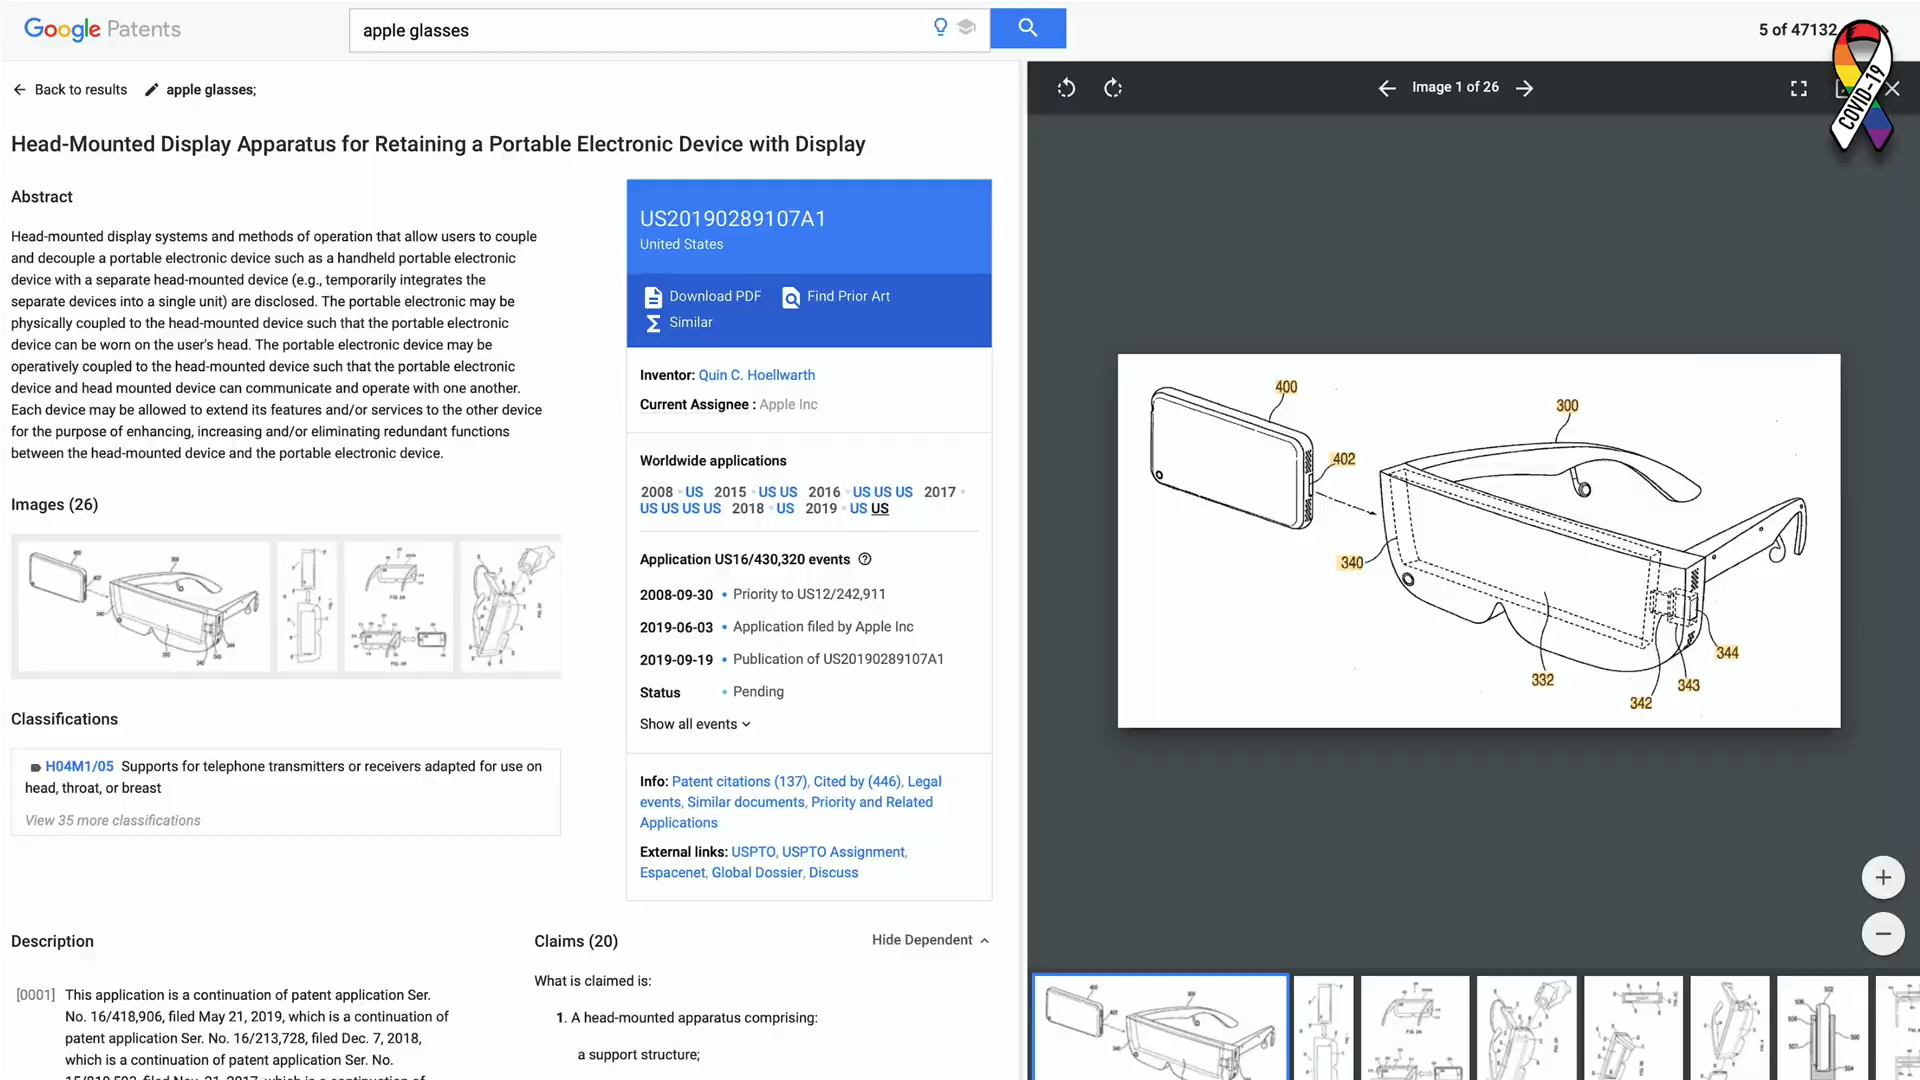 Google Patents
apple glasses
5 of 47132
Back to results
apple glasses;
Head-Mounted Display Apparatus for Retaining a Portable Electronic Device with Display
Abstract
Head-mounted display systems and methods of operation that allow users to couple
and decouple a portable electronic device such as a handheld portable electronic
device with a separate head-mounted device (e.g., temporarily integrates the
separate devices into a single unit) are disclosed. The portable electronic may be
physically coupled to the head-mounted device such that the portable electronic
device can be worn on the user's head. The portable electronic device may be
operatively coupled to the head-mounted device such that the portable electronic
device and head mounted device can communicate and operate with one another.
Each device may be allowed to extend its features and/or services to the other device
for the purpose of enhancing, increasing and/or eliminating redundant functions
between the head-mounted device and the portable electronic device.
Images (26)
Classifications
H04M1/05 Supports for telephone transmitters or receivers adapted for use on
head, throat, or breast
View 35 more classifications
US20190289107A1
United States
Download PDF
Find Prior Art
Similar
Inventor: Quin C. Hoellwarth
Current Assignee : Apple Inc
Worldwide applications
2008 · US 2015 · US US 2016 · US US US 2017 ·
US US US US 2018 · US 2019 · US US
Application US16/430,320 events
2008-09-30 • Priority to US12/242,911
2019-06-03 • Application filed by Apple Inc
2019-09-19 • Publication of US20190289107A1
Status • Pending
Show all events
Info: Patent citations (137), Cited by (446), Legal
events, Similar documents, Priority and Related
Applications
External links: USPTO, USPTO Assignment,
Espacenet, Global Dossier, Discuss
Description
[0001] This application is a continuation of patent application Ser.
No. 16/418,906, filed May 21, 2019, which is a continuation of
patent application Ser. No. 16/213,728, filed Dec. 7, 2018,
which is a continuation of patent application Ser. No.
Claims (20)
Hide Dependent
What is claimed is:
1. A head-mounted apparatus comprising:
a support structure;
Image 1 of 26
COVID-19
400
300
402
340
344
332
343
342